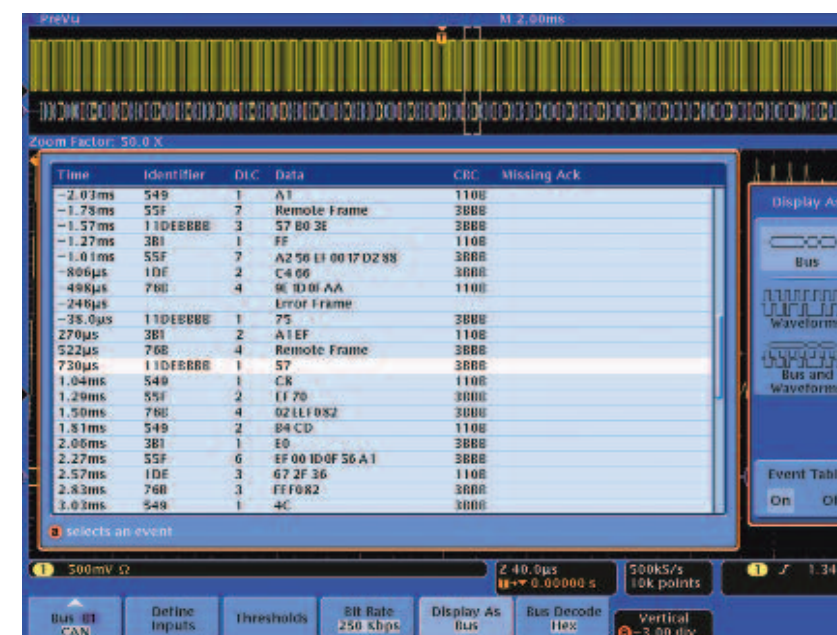 PreVu M 2.00ms
Zoom Factor: 50.0 X
Time Identifier DLC Data CRC Missing Ack
-2.03ms 549 1 A1 110B
-1.78ms 55F 7 Remote Frame 3BBB
-1.57ms 11DEBBBB 3 57 B0 3E 3BBB
-1.27ms 3B1 1 FF 110B
-1.01ms 55F 7 A2 56 EF 00 17 D2 88 3BBB
-806µs 1DE 2 C4 66 3BBB
-498µs 76B 4 9E 1D 0F AA 110B
-246µs Error Frame
-38.0µs 11DEBBBB 1 75 3BBB
270µs 3B1 2 A1 EF 110B
522µs 76B 4 Remote Frame 3BBB
730µs 11DEBBBB 1 57 3BBB
1.04ms 549 1 C8 110B
1.29ms 55F 2 EF 70 3BBB
1.50ms 76B 4 02 EE F0 82 3BBB
1.81ms 549 2 B4 CD 110B
2.06ms 3B1 1 E0 3BBB
2.27ms 55F 6 EF 00 1D 0F 56 A1 3BBB
2.57ms 1DE 3 67 2F 36 110B
2.83ms 76B 3 FF F0 82 3BBB
3.03ms 549 1 4C 3BBB
a selects an event
Display As
Bus
Waveform
Bus and
Waveform
Event Table
On
1 500mV Ω
Z 40.0µs
0.00000 s
500kS/s
10k points
1 1.34
Bus B1
CAN
Define
Inputs
Thresholds
Bit Rate
250 Kbps
Display As
Bus
Bus Decode
Hex
Vertical
a -3.00 div